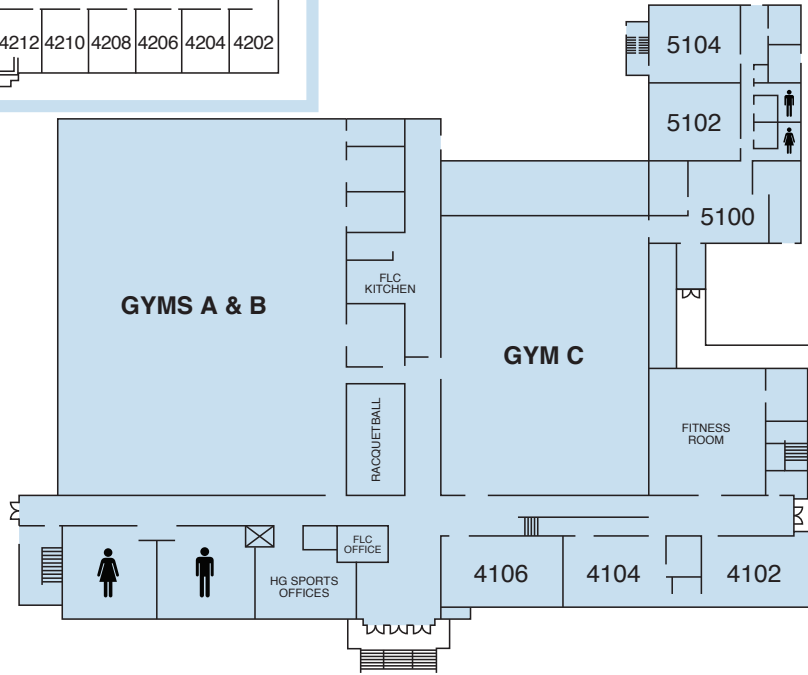 4212 4210 4208 4206 4204 4202
5104
5102
5100
FLC
KITCHEN
GYMS A & B
GYM C
RACQUETBALL
FITNESS
ROOM
FLC
OFFICE
HG SPORTS
OFFICES
4106 4104 4102